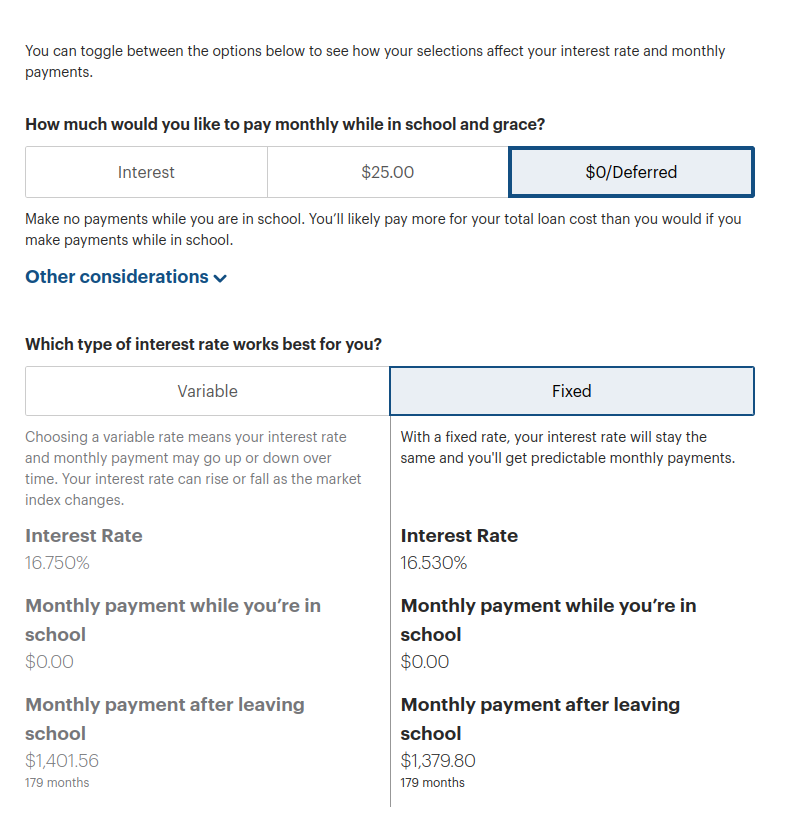 You can toggle between the options below to see how your selections affect your interest rate and monthly
payments.
How much would you like to pay monthly while in school and grace?
Interest
$25.00
$0/Deferred
Make no payments while you are in school. You’ll likely pay more for your total loan cost than you would if you
make payments while in school.
Other considerations
Which type of interest rate works best for you?
Variable
Fixed
Choosing a variable rate means your interest rate
and monthly payment may go up or down over
time. Your interest rate can rise or fall as the market
index changes.
Interest Rate
16.750%
Monthly payment while you’re in
school
$0.00
Monthly payment after leaving
school
$1,401.56
179 months
With a fixed rate, your interest rate will stay the
same and you'll get predictable monthly payments.
Interest Rate
16.530%
Monthly payment while you’re in
school
$0.00
Monthly payment after leaving
school
$1,379.80
179 months